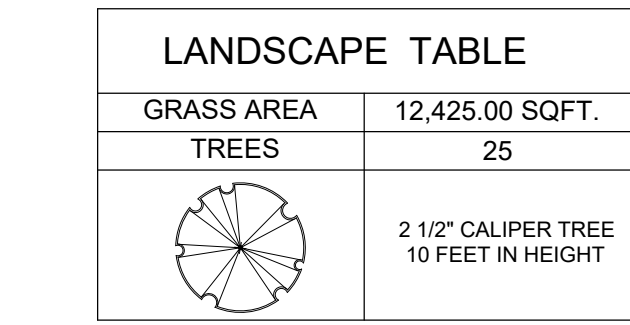 LANDSCAPE TABLE
GRASS AREA 12,425.00 SQFT.
TREES 25
2 1/2" CALIPER TREE
10 FEET IN HEIGHT